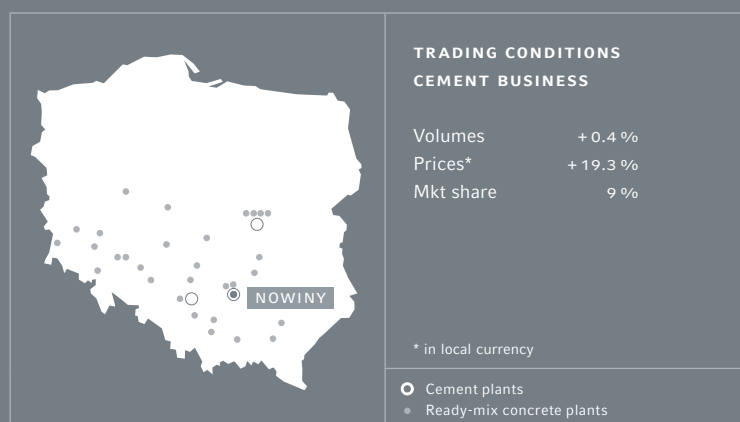 NOWINY
TRADING CONDITIONS
CEMENT BUSINESS
Volumes +0.4 %
Prices* +19.3 %
Mkt share 9 %
* in local currency
Cement plants
Ready-mix concrete plants